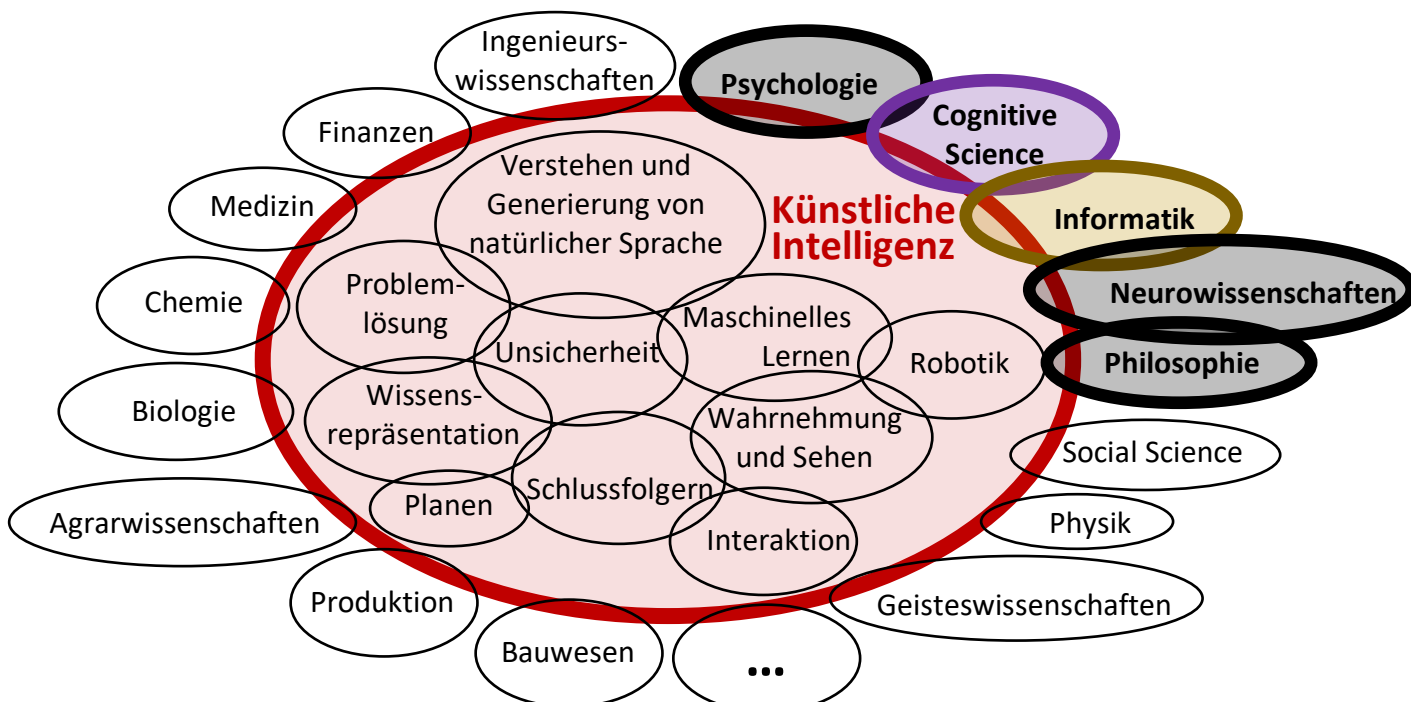 Ingenieurs-
wissenschaften
Psychologie
Cognitive
Science
Finanzen
Verstehen und
Generierung von
natürlicher Sprache
Künstliche
Intelligenz
Medizin
Informatik
Chemie
Problem-
lösung
Neurowissenschaften
Maschinelles
Lernen
Unsicherheit
Robotik
Philosophie
Biologie
Wissens-
repräsentation
Wahrnehmung
und Sehen
Social Science
Planen
Schlussfolgern
Agrarwissenschaften
Physik
Interaktion
Produktion
Geisteswissenschaften
Bauwesen
...